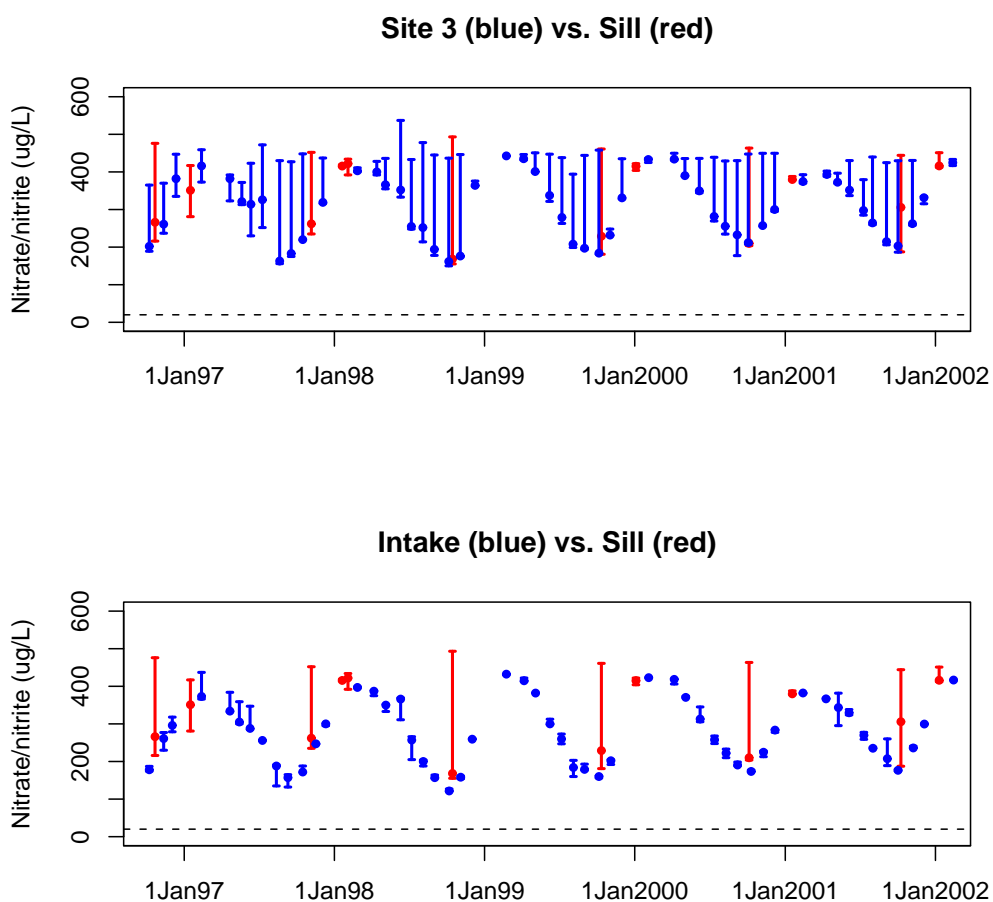 Site 3 (blue) vs. Sill (red)
Nitrate/nitrite (ug/L)
600
400
200
0
1Jan97 1Jan98 1Jan99 1Jan2000 1Jan2001 1Jan2002
Intake (blue) vs. Sill (red)
Nitrate/nitrite (ug/L)
600
400
200
0
1Jan97 1Jan98 1Jan99 1Jan2000 1Jan2001 1Jan2002